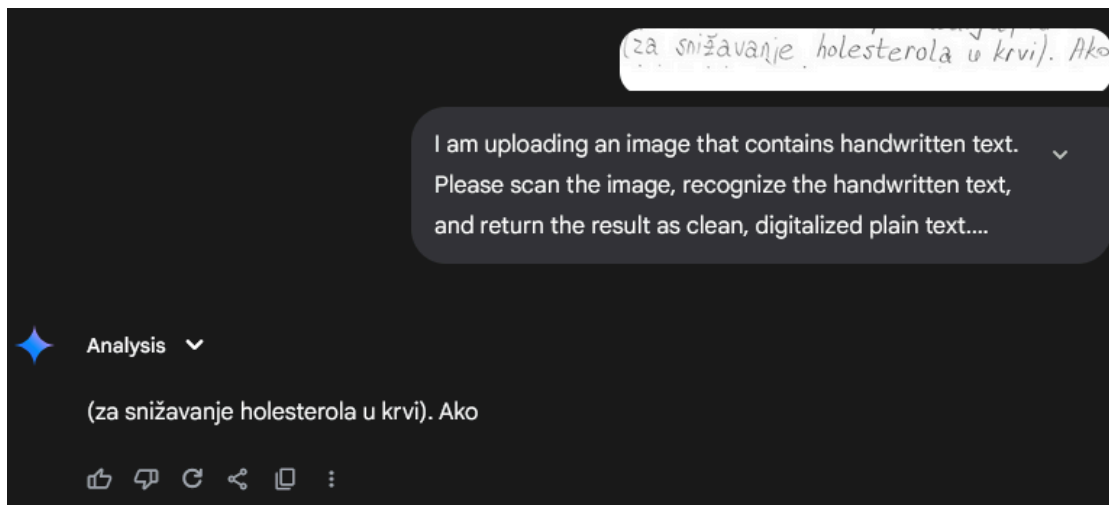 (za snižavanje holesterola u krvi). Ako
I am uploading an image that contains handwritten text.
Please scan the image, recognize the handwritten text,
and return the result as clean, digitalized plain text....
Analysis
(za snižavanje holesterola u krvi). Ako